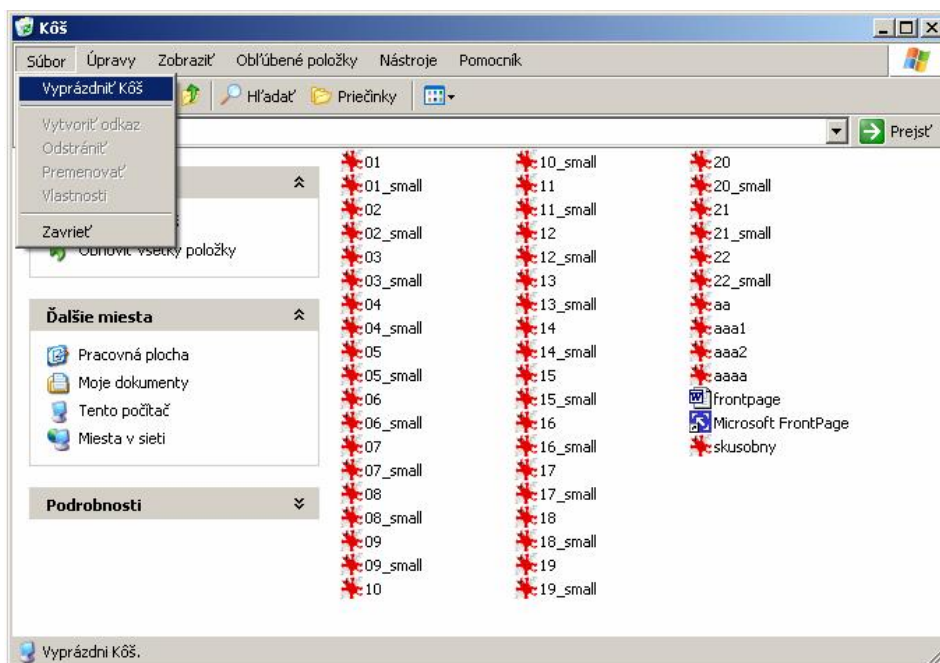 Kôš
Súbor Úpravy Zobraziť Obľúbené položky Nástroje Pomocník
Vyprázdniť Kôš
Vytvoriť odkaz
Odstrániť
Premenovať
Vlastnosti
Zavrieť
Hľadať Priečinky
Prejsť
Obnoviť všetky položky
Ďalšie miesta
Pracovná plocha
Moje dokumenty
Tento počítač
Miesta v sieti
Podrobnosti
01
01_small
02
02_small
03
03_small
04
04_small
05
05_small
06
06_small
07
07_small
08
08_small
09
09_small
10
10_small
11
11_small
12
12_small
13
13_small
14
14_small
15
15_small
16
16_small
17
17_small
18
18_small
19
19_small
20
20_small
21
21_small
22
22_small
aa
aaa1
aaa2
aaaa
frontpage
Microsoft FrontPage
skusobny
Vyprázdni Kôš.